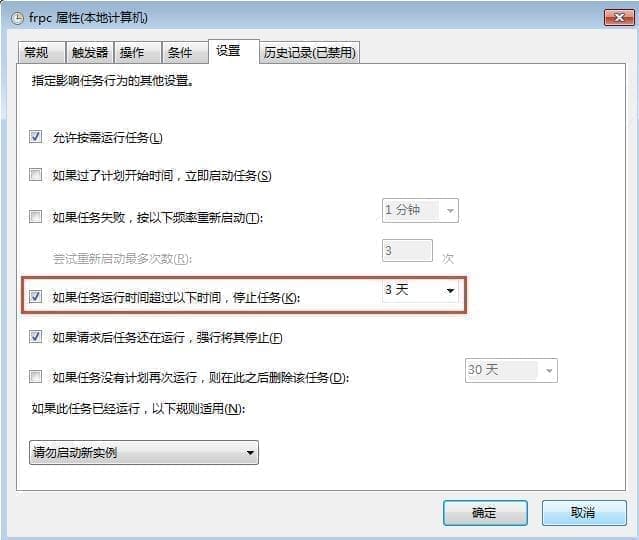 frpc 属性(本地计算机)
常规 触发器 操作 条件 设置 历史记录(已禁用)
指定影响任务行为的其他设置。
允许按需运行任务(L)
如果过了计划开始时间，立即启动任务(S)
如果任务失败，按以下频率重新启动(T): 1 分钟
尝试重新启动最多次数(R): 3 次
如果任务运行时间超过以下时间，停止任务(K): 3 天
如果请求后任务还在运行，强行将其停止(F)
如果任务没有计划再次运行，则在此之后删除该任务(D): 30 天
如果此任务已经运行，以下规则适用(N):
请勿启动新实例
确定 取消